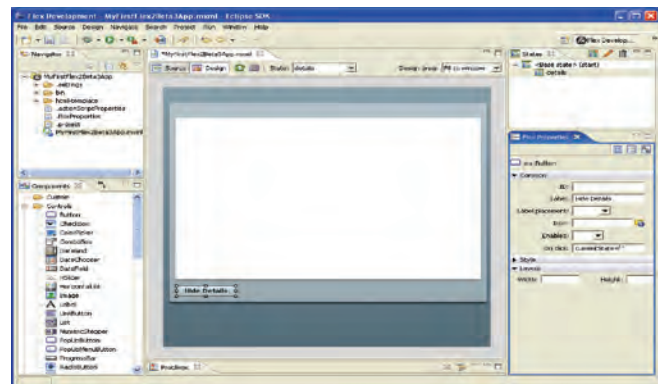 Flex Development - MyFirstFlex2Beta3App.mxml - Eclipse SDK
File Edit Source Design Navigate Search Project Run Window Help
Flex Develop...
Navigator
MyFirstFlex2Beta3App
.settings
bin
html-template
.actionScriptProperties
.flexProperties
.project
MyFirstFlex2Beta3App.mxml
*MyFirstFlex2Beta3App.mxml
Source Design State: details Design area: Fit to window
Hide Details
Problems
Components
Custom
Controls
Button
CheckBox
ColorPicker
ComboBox
DataGrid
DateChooser
DateField
HSlider
HorizontalList
Image
Label
LinkButton
List
NumericStepper
PopUpButton
PopUpMenuButton
ProgressBar
RadioButton
States
<Base state> (start)
details
Flex Properties
mx:Button
Common
ID:
Label: Hide Details
Label placement:
Icon:
Enabled:
On click: currentState=''
Style
Layout
Width: Height: